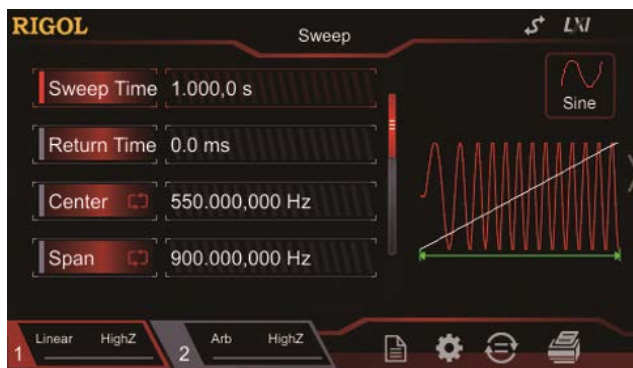 RIGOL
Sweep
LXI
Sweep Time 1.000,0 s
Sine
Return Time 0.0 ms
Center 550.000,000 Hz
Span 900.000,000 Hz
1 Linear HighZ
2 Arb HighZ